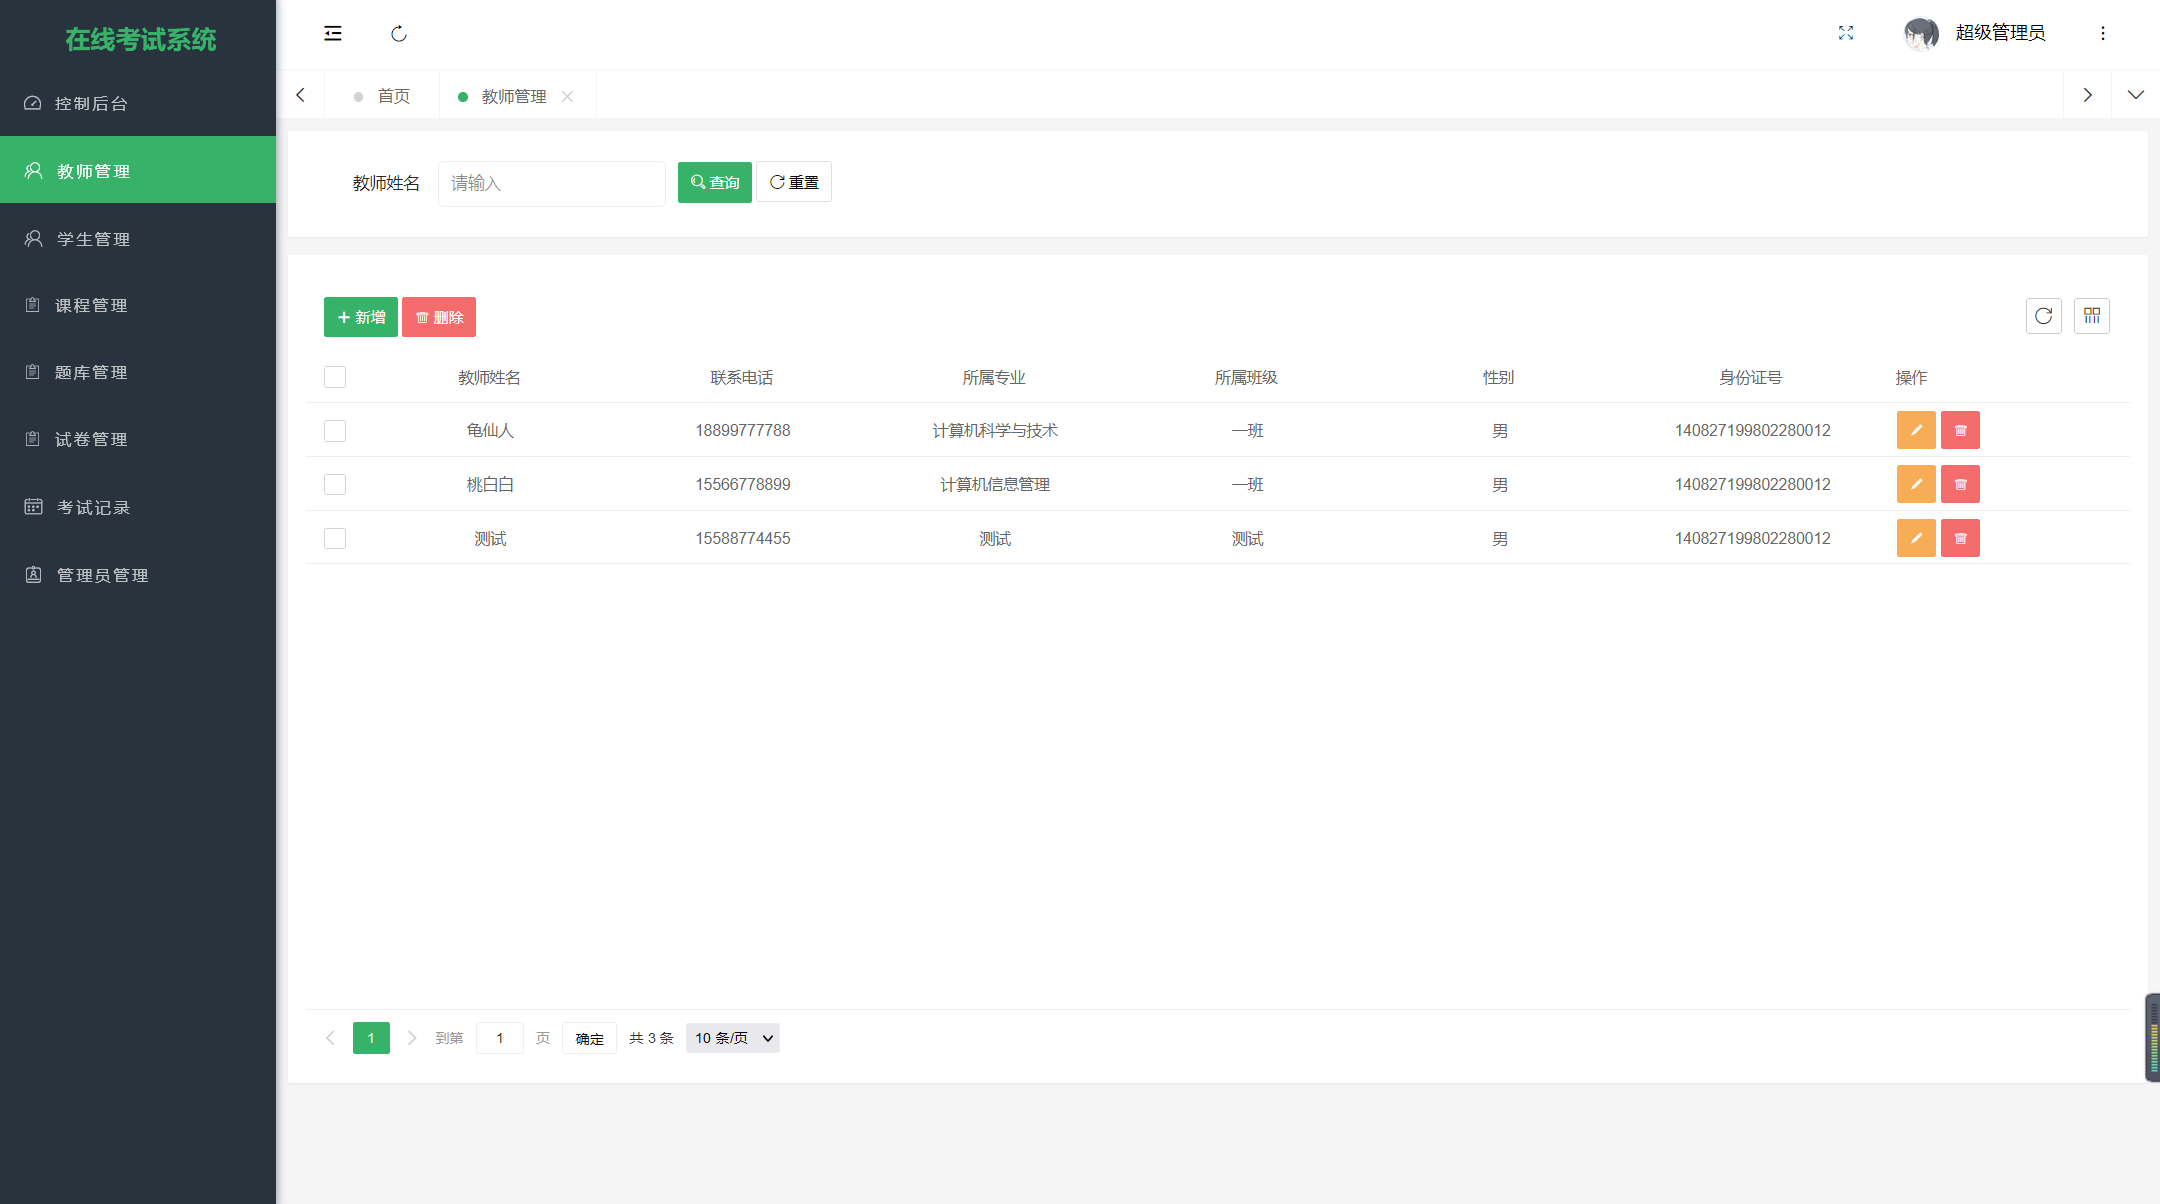 在线考试系统
控制后台
教师管理
学生管理
课程管理
题库管理
试卷管理
考试记录
管理员管理
超级管理员
首页
教师管理
教师姓名 请输入 查询 重置
新增 删除
教师姓名 联系电话 所属专业 所属班级 性别 身份证号 操作
龟仙人 18899777788 计算机科学与技术 一班 男 140827199802280012
桃白白 15566778899 计算机信息管理 一班 男 140827199802280012
测试 15588774455 测试 测试 男 140827199802280012
1 到第 1 页 确定 共 3 条 10 条/页